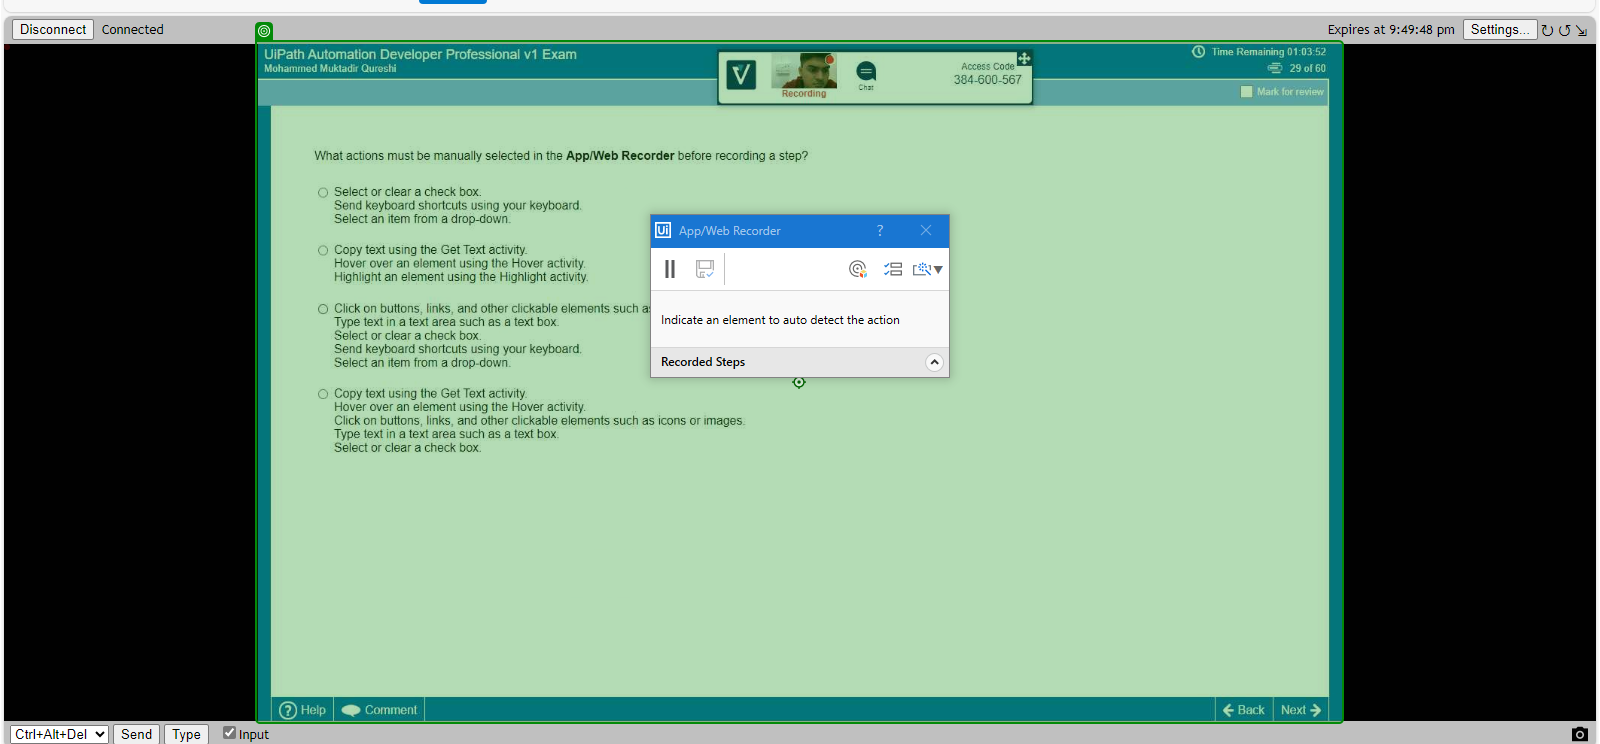 Disconnect Connected
Expires at 9:49:48 pm Settings...
UiPath Automation Developer Professional v1 Exam
Mohammed Muktadir Qureshi
Recording
Chat
Access Code
384-600-567
Time Remaining 01:03:52
29 of 60
Mark for review
What actions must be manually selected in the App/Web Recorder before recording a step?
Select or clear a check box.
Send keyboard shortcuts using your keyboard.
Select an item from a drop-down.
Copy text using the Get Text activity.
Hover over an element using the Hover activity.
Highlight an element using the Highlight activity.
Click on buttons, links, and other clickable elements such a
Type text in a text area such as a text box.
Select or clear a check box.
Send keyboard shortcuts using your keyboard.
Select an item from a drop-down.
Copy text using the Get Text activity.
Hover over an element using the Hover activity.
Click on buttons, links, and other clickable elements such as icons or images.
Type text in a text area such as a text box.
Select or clear a check box.
Ui App/Web Recorder ?
Indicate an element to auto detect the action
Recorded Steps
? Help Comment
Back Next
Ctrl+Alt+Del Send Type Input